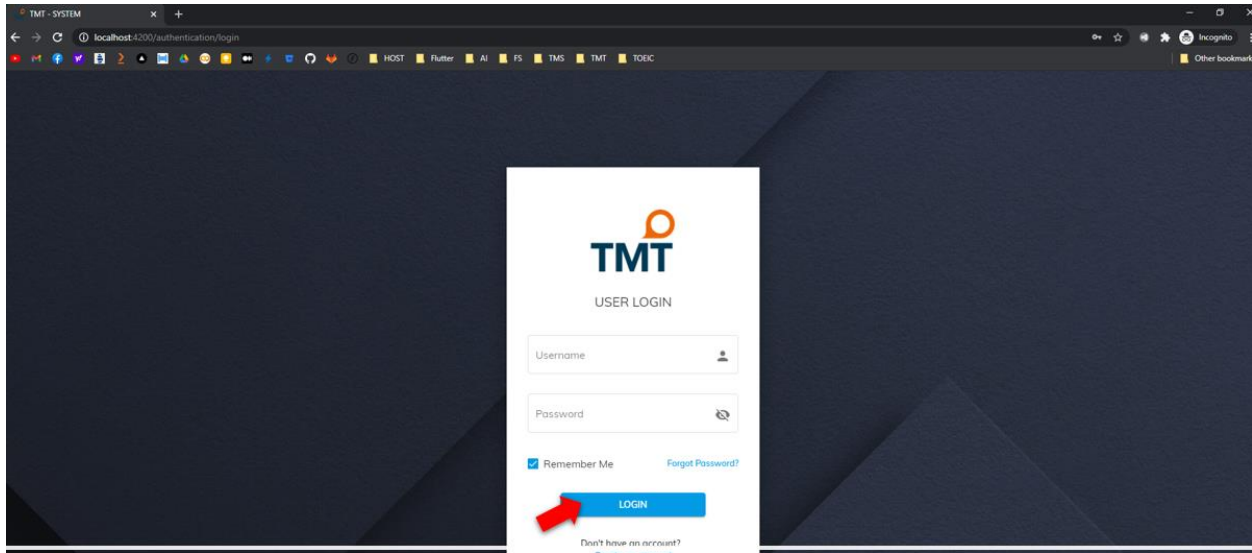 TMT - SYSTEM
localhost:4200/authentication/login
Incognito
HOST Flutter AI FS TMS TMT TOEIC Other bookmark
TMT
USER LOGIN
Username
Password
Remember Me Forgot Password?
LOGIN
Don't have an account?